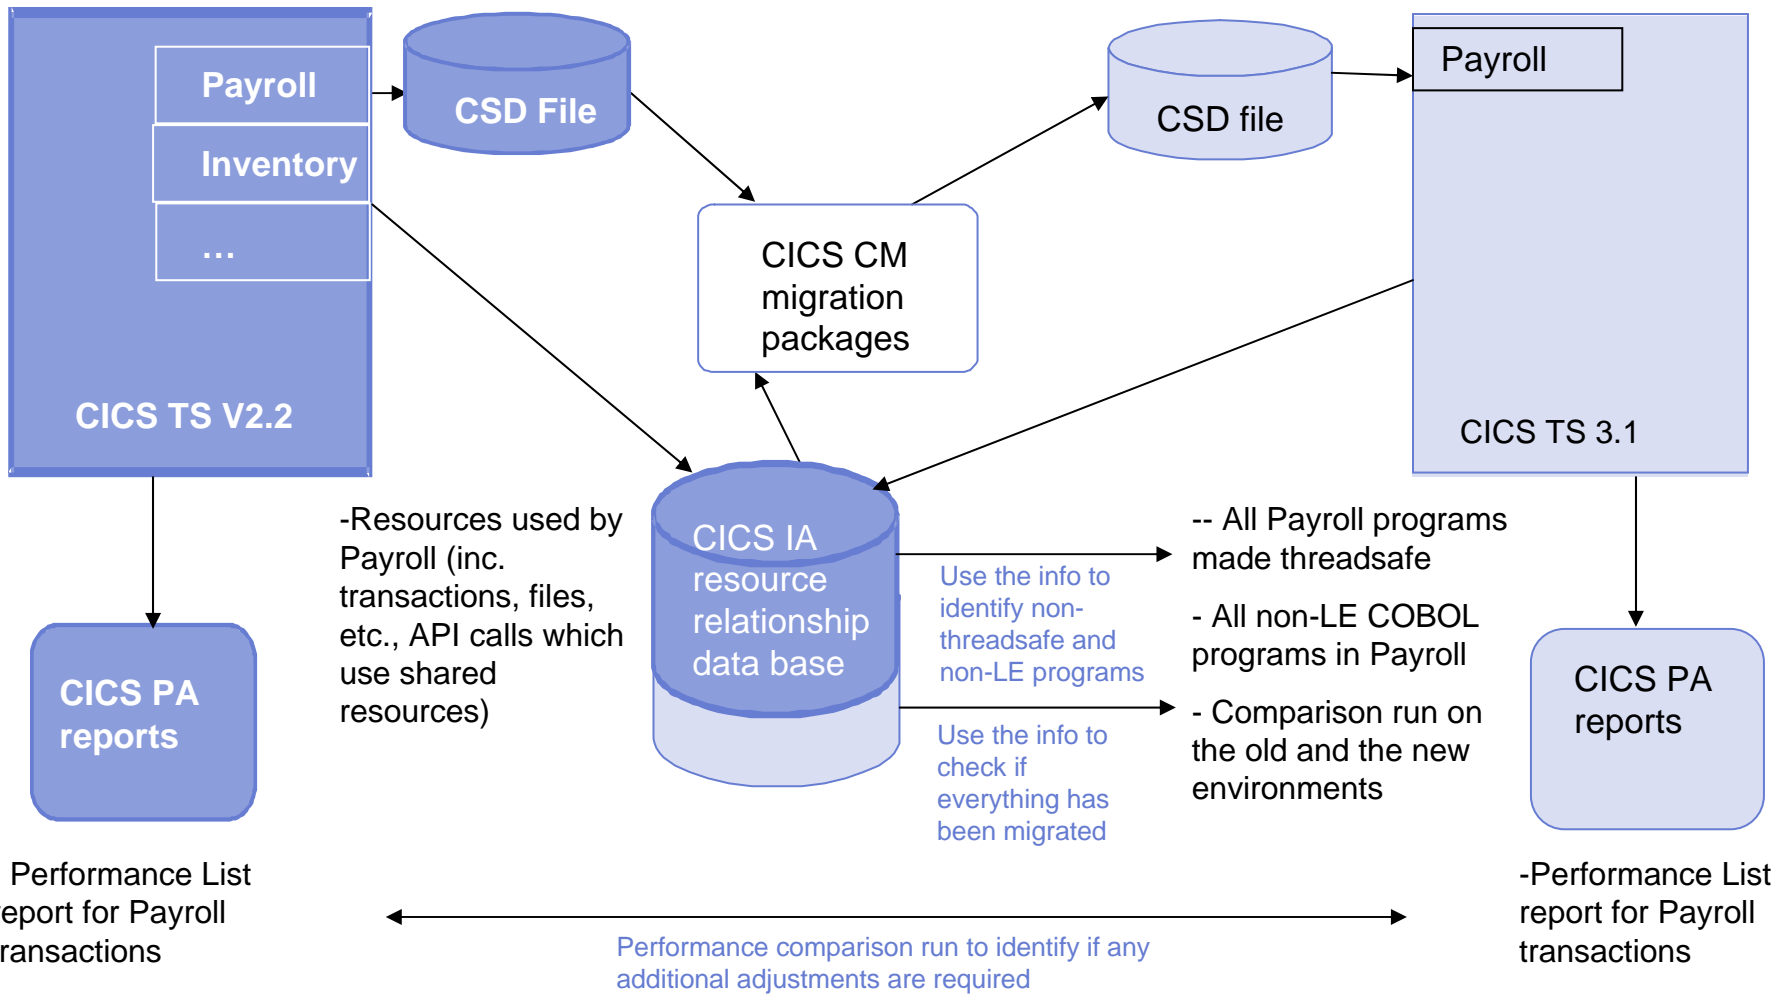 Payroll
Inventory
...
CICS TS V2.2
CSD File
CICS CM
migration
packages
CSD file
Payroll
CICS TS 3.1
-Resources used by
Payroll (inc.
transactions, files,
etc., API calls which
use shared
resources)
CICS IA
resource
relationship
data base
Use the info to
identify non-
threadsafe and
non-LE programs
Use the info to
check if
everything has
been migrated
-- All Payroll programs
made threadsafe
- All non-LE COBOL
programs in Payroll
- Comparison run on
the old and the new
environments
CICS PA
reports
CICS PA
reports
Performance List
eport for Payroll
ransactions
Performance comparison run to identify if any
additional adjustments are required
-Performance List
report for Payroll
transactions